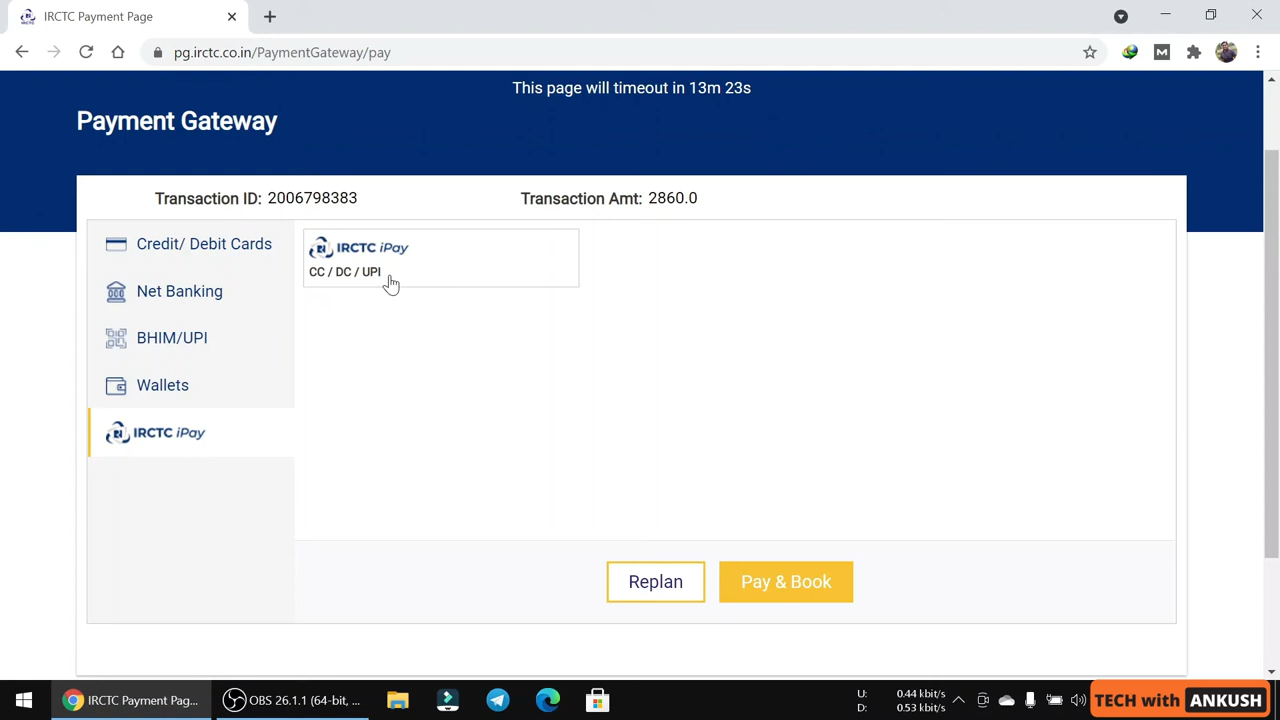 IRCTC Payment Page
pg.irctc.co.in/PaymentGateway/pay
This page will timeout in 13m 23s
Payment Gateway
Transaction ID: 2006798383
Transaction Amt: 2860.0
Credit/ Debit Cards
Net Banking
BHIM/UPI
Wallets
IRCTC iPay
IRCTC iPay
CC / DC / UPI
Replan
Pay & Book
IRCTC Payment Pag...
OBS 26.1.1 (64-bit, ...
U: 0.44 kbit/s
D: 0.53 kbit/s
TECH with ANKUSH